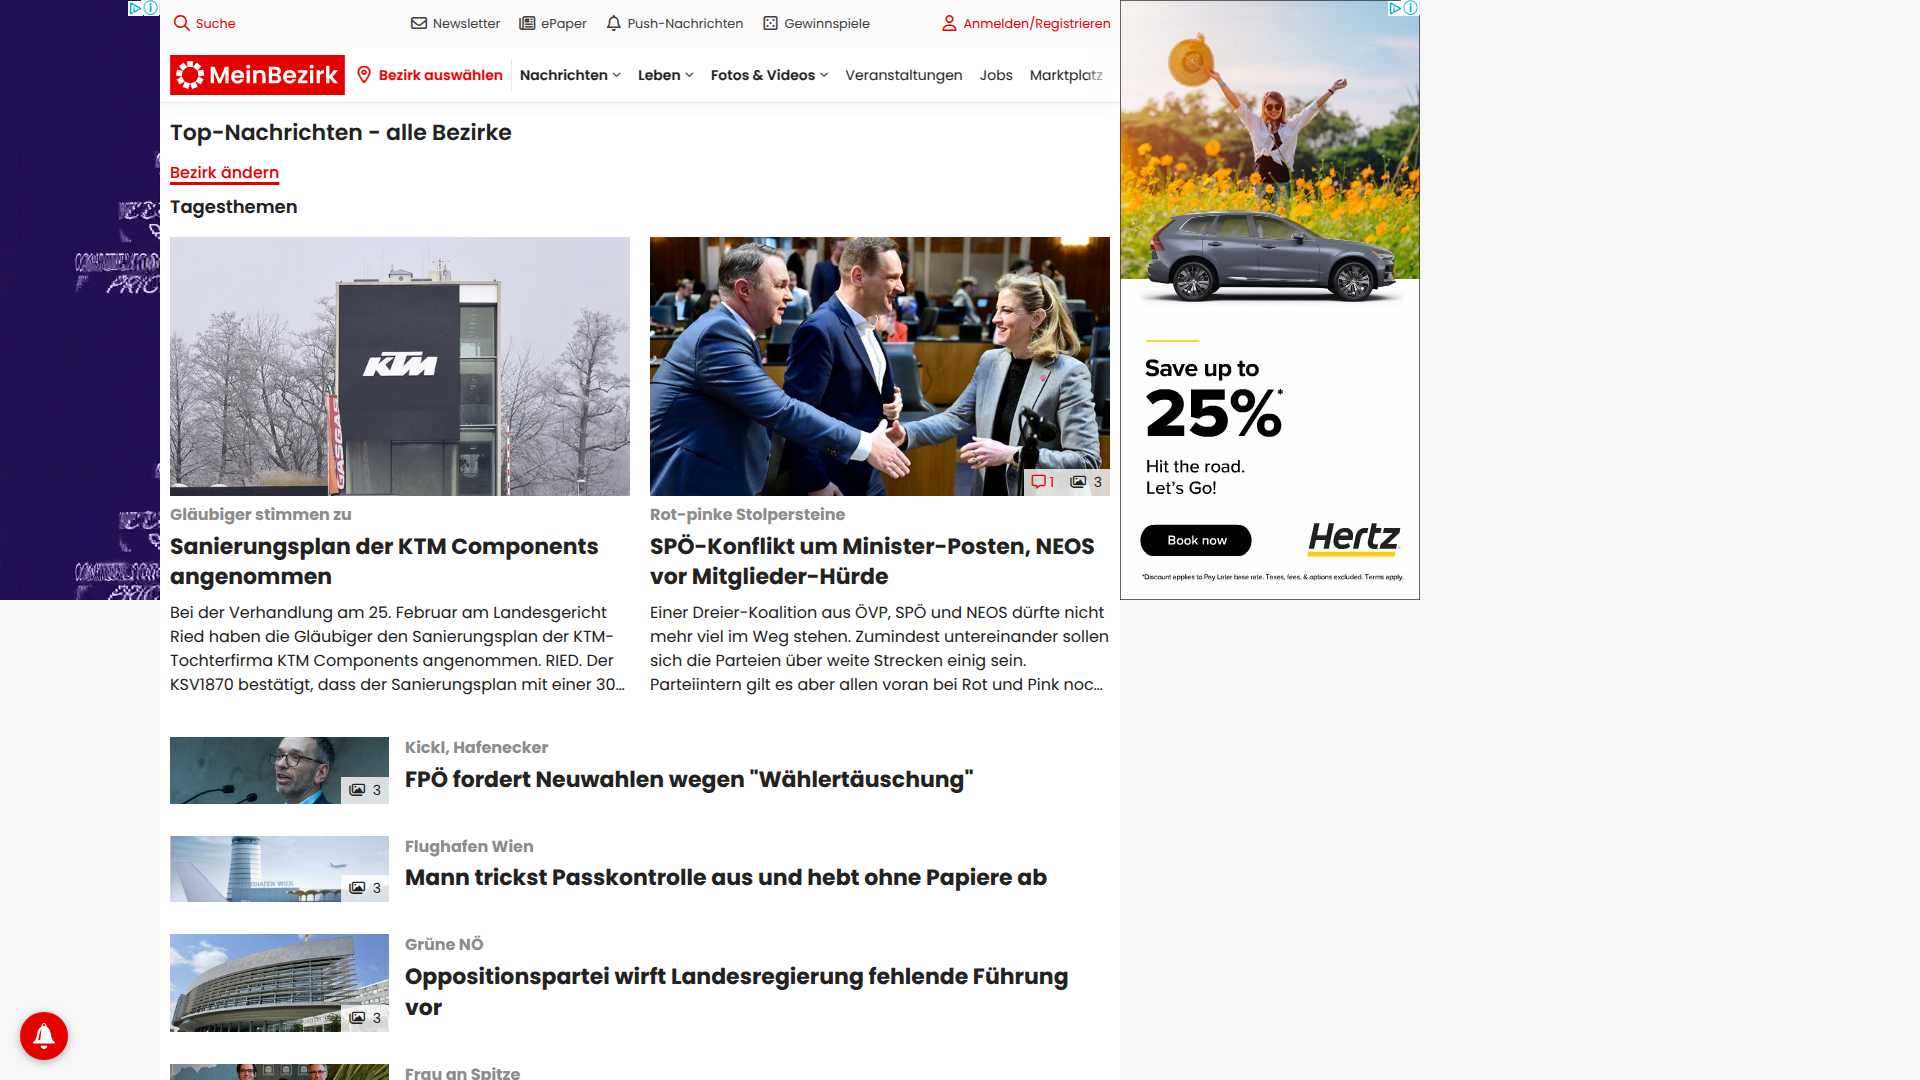 Suche
Newsletter
ePaper
Push-Nachrichten
Gewinnspiele
Anmelden/Registrieren
MeinBezirk
Bezirk auswählen
Nachrichten
Leben
Fotos & Videos
Veranstaltungen
Jobs
Marktplatz
Top-Nachrichten - alle Bezirke
Bezirk ändern
Tagesthemen
KTM
GASGAS
1
3
Gläubiger stimmen zu
Sanierungsplan der KTM Components
angenommen
Bei der Verhandlung am 25. Februar am Landesgericht
Ried haben die Gläubiger den Sanierungsplan der KTM-
Tochterfirma KTM Components angenommen. RIED. Der
KSV1870 bestätigt, dass der Sanierungsplan mit einer 30...
Rot-pinke Stolpersteine
SPÖ-Konflikt um Minister-Posten, NEOS
vor Mitglieder-Hürde
Einer Dreier-Koalition aus ÖVP, SPÖ und NEOS dürfte nicht
mehr viel im Weg stehen. Zumindest untereinander sollen
sich die Parteien über weite Strecken einig sein.
Parteiintern gilt es aber allen voran bei Rot und Pink noc...
Kickl, Hafenecker
FPÖ fordert Neuwahlen wegen "Wählertäuschung"
3
Flughafen Wien
Mann trickst Passkontrolle aus und hebt ohne Papiere ab
3
Grüne NÖ
Oppositionspartei wirft Landesregierung fehlende Führung
vor
3
Frau an Spitze
Save up to
25%*
Hit the road.
Let's Go!
Book now
Hertz
*Discount applies to Pay Later base rate. Taxes, fees, & options excluded. Terms apply.